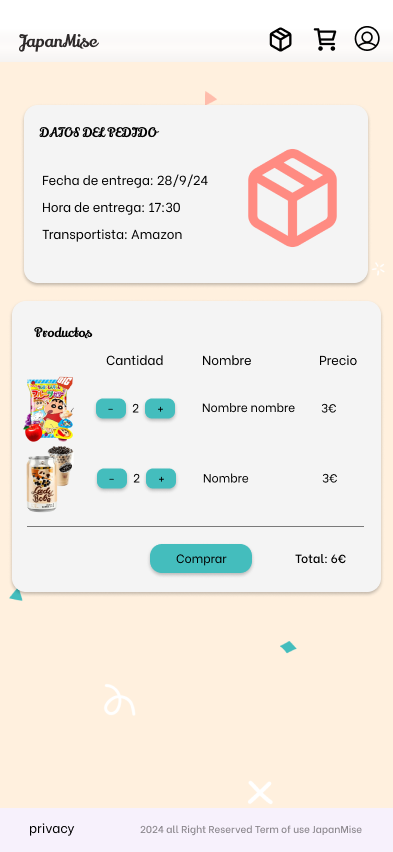 JapanMise
DATOS DEL PEDIDO
Fecha de entrega: 28/9/24
Hora de entrega: 17:30
Transportista: Amazon
Productos
Cantidad Nombre Precio
- 2 + Nombre nombre 3€
- 2 + Nombre 3€
Lady Boba
Comprar Total: 6€
privacy 2024 all Right Reserved Term of use JapanMise